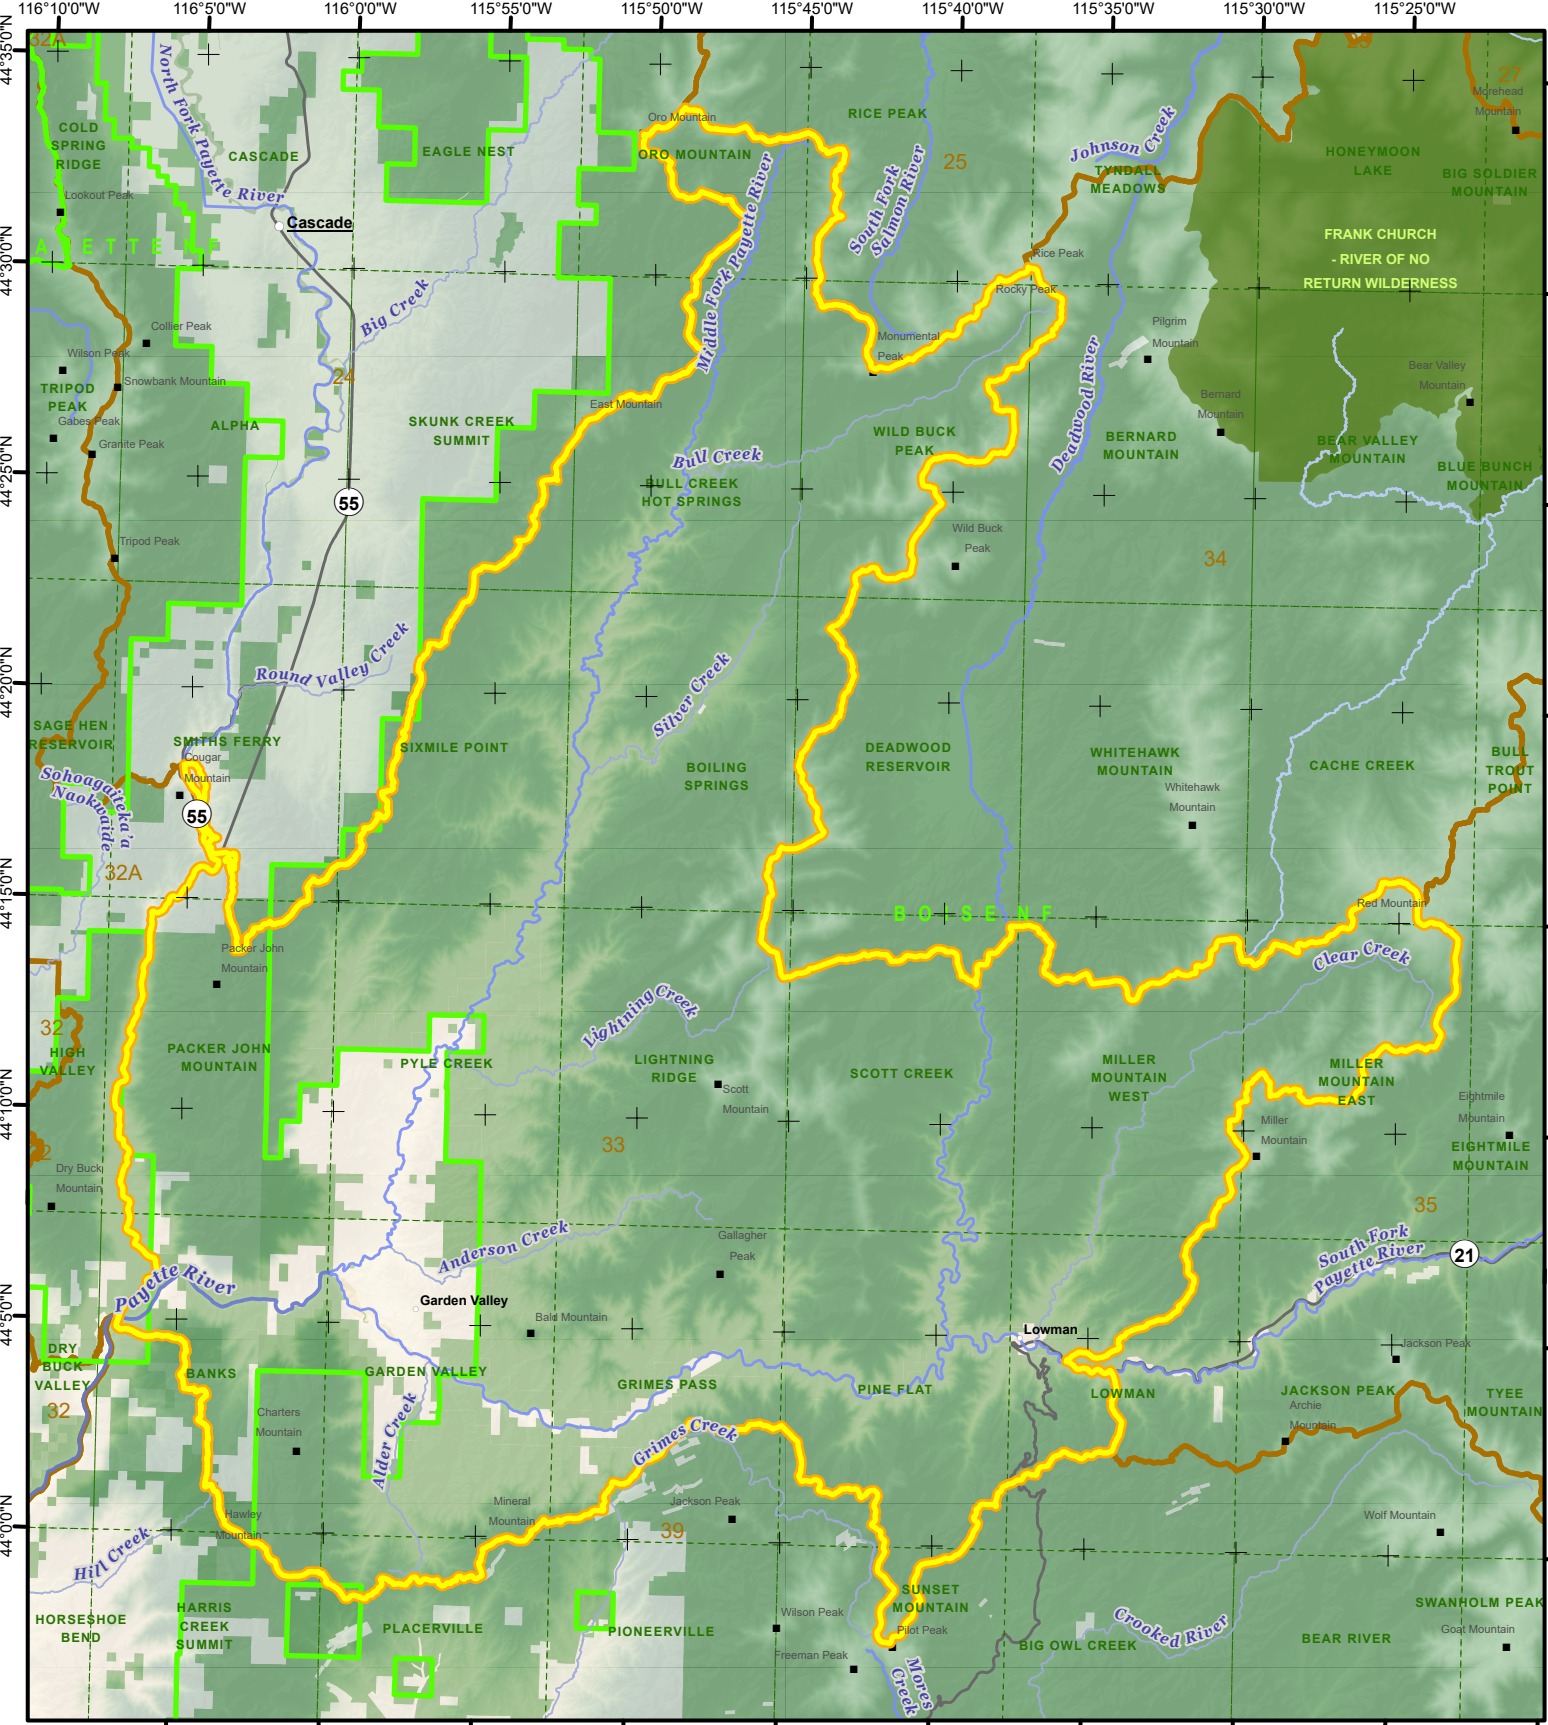 116°10'0"W 116°5'0"W 116°0'0"W 115°55'0"W 115°50'0"W 115°45'0"W 115°40'0"W 115°35'0"W 115°30'0"W 115°25'0"W
44°35'0"N
44°30'0"N
44°25'0"N
44°20'0"N
44°15'0"N
44°10'0"N
44°5'0"N
44°0'0"N
32A
27
Morehead
Mountain
Oro Mountain
RICE PEAK
COLD
SPRING
RIDGE
CASCADE
EAGLE NEST
ORO MOUNTAIN
25
Johnson Creek
TYNDALL
MEADOWS
HONEYMOON
LAKE
BIG SOLDIER
MOUNTAIN
North Fork Payette River
Lookout Peak
Cascade
Middle Fork Payette River
South Fork
Salmon River
FRANK CHURCH
- RIVER OF NO
RETURN WILDERNESS
AYETTE NF
Rice Peak
Rocky Peak
Big Creek
Collier Peak
Wilson Peak
Snowbank Mountain
TRIPOD
PEAK
Gabes Peak
Granite Peak
ALPHA
24
Monumental
Peak
Pilgrim
Mountain
Bear Valley
Mountain
Bernard
Mountain
East Mountain
SKUNK CREEK
SUMMIT
WILD BUCK
PEAK
Deadwood River
BERNARD
MOUNTAIN
BEAR VALLEY
MOUNTAIN
BLUE BUNCH
MOUNTAIN
Bull Creek
BULL CREEK
HOT SPRINGS
55
Wild Buck
Peak
Tripod Peak
34
Round Valley Creek
Silver Creek
SAGE HEN
RESERVOIR
SMITHS FERRY
Cougar
Mountain
SIXMILE POINT
BOILING
SPRINGS
DEADWOOD
RESERVOIR
WHITEHAWK
MOUNTAIN
Whitehawk
Mountain
CACHE CREEK
BULL
TROUT
POINT
Sohoagaiteka'a
Naokwaide
55
32A
BOISE NF
Red Mountain
Clear Creek
Packer John
Mountain
Lightning Creek
32
HIGH
VALLEY
PACKER JOHN
MOUNTAIN
PYLE CREEK
LIGHTNING
RIDGE
Scott
Mountain
SCOTT CREEK
MILLER
MOUNTAIN
WEST
MILLER
MOUNTAIN
EAST
Eightmile
Mountain
33
Miller
Mountain
EIGHTMILE
MOUNTAIN
Dry Buck
Mountain
35
Anderson Creek
Gallagher
Peak
South Fork
Payette River
21
Payette River
Garden Valley
Bald Mountain
Lowman
DRY
BUCK
VALLEY
BANKS
GARDEN VALLEY
GRIMES PASS
PINE FLAT
LOWMAN
Jackson Peak
JACKSON PEAK
TYEE
MOUNTAIN
32
Charters
Mountain
Alder Creek
Grimes Creek
Archie
Mountain
Hawley
Mountain
Mineral
Mountain
Jackson Peak
39
Wolf Mountain
Hill Creek
HORSESHOE
BEND
HARRIS
CREEK
SUMMIT
PLACERVILLE
PIONEERVILLE
Wilson Peak
SUNSET
MOUNTAIN
Pilot Peak
Freeman Peak
Mores
Creek
BIG OWL CREEK
Crooked River
BEAR RIVER
SWANHOLM PEAK
Goat Mountain